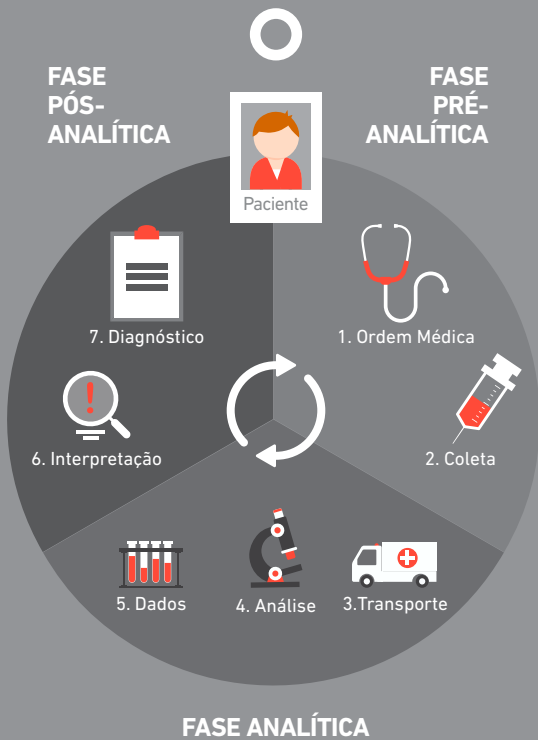 FASE
PÓS-
ANALÍTICA
FASE
PRÉ-
ANALÍTICA
Paciente
1. Ordem Médica
2. Coleta
3.Transporte
4. Análise
5. Dados
6. Interpretação
7. Diagnóstico
FASE ANALÍTICA